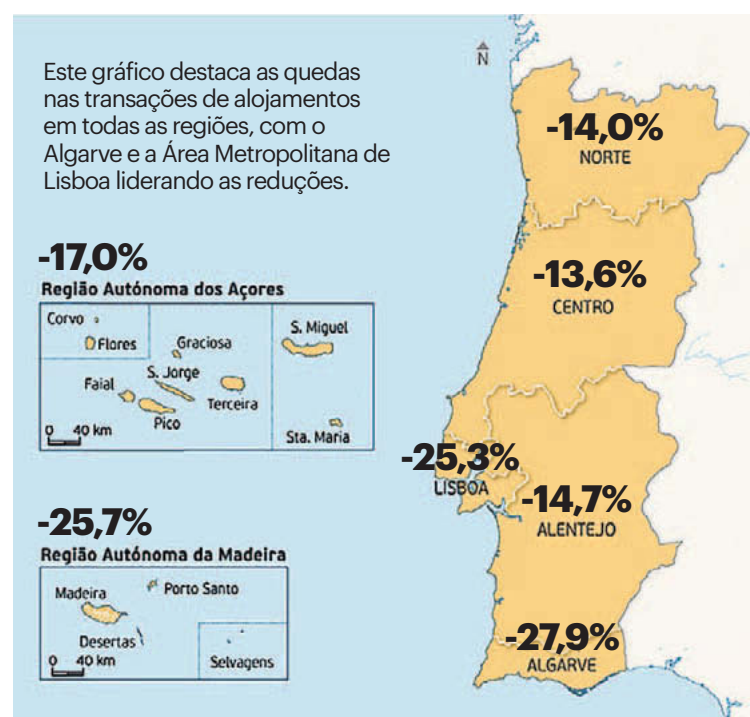 Este gráfico destaca as quedas
nas transações de alojamentos
em todas as regiões, com o
Algarve e a Área Metropolitana de
Lisboa liderando as reduções.
N
-14,0%
NORTE
-13,6%
CENTRO
-17,0%
Região Autónoma dos Açores
Corvo
Flores
Graciosa
S. Miguel
Faial
S. Jorge
Terceira
Pico
Sta. Maria
0 40 km
-25,3%
LISBOA
-14,7%
ALENTEJO
-25,7%
Região Autónoma da Madeira
Madeira
Porto Santo
Desertas
Selvagens
0 40 km
-27,9%
ALGARVE